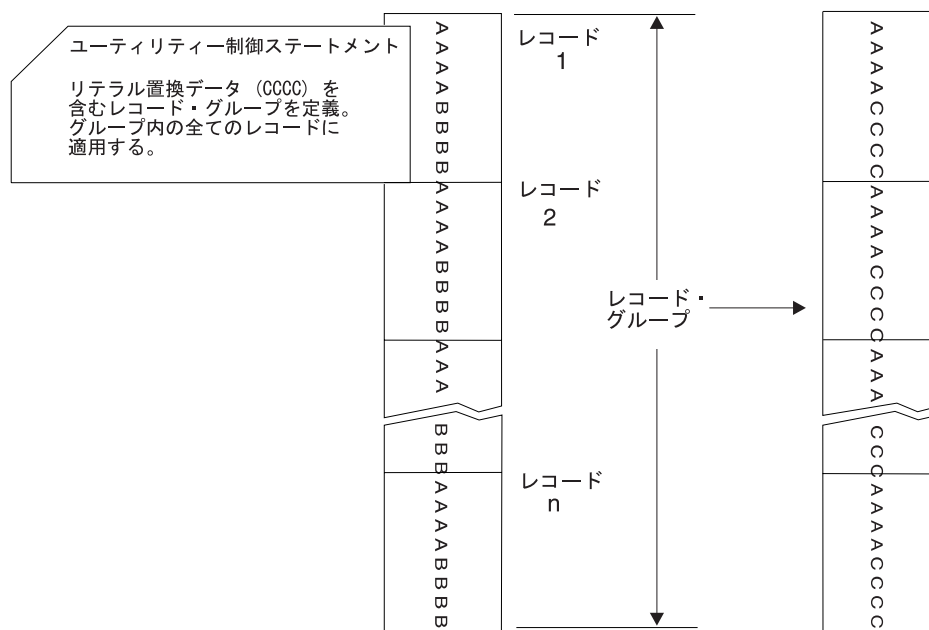 ユーティリティー制御ステートメント
リテラル置換データ (CCCC) を
含むレコード・グループを定義。
グループ内の全てのレコードに
適用する。
AAAABBBB
AAAABBBB
AAA
BBB
AAAABBBB
レコード
1
レコード
2
レコード・
グループ
レコード
n
AAAACCCC
AAAACCCC
AAA
CCC
AAAACCCC